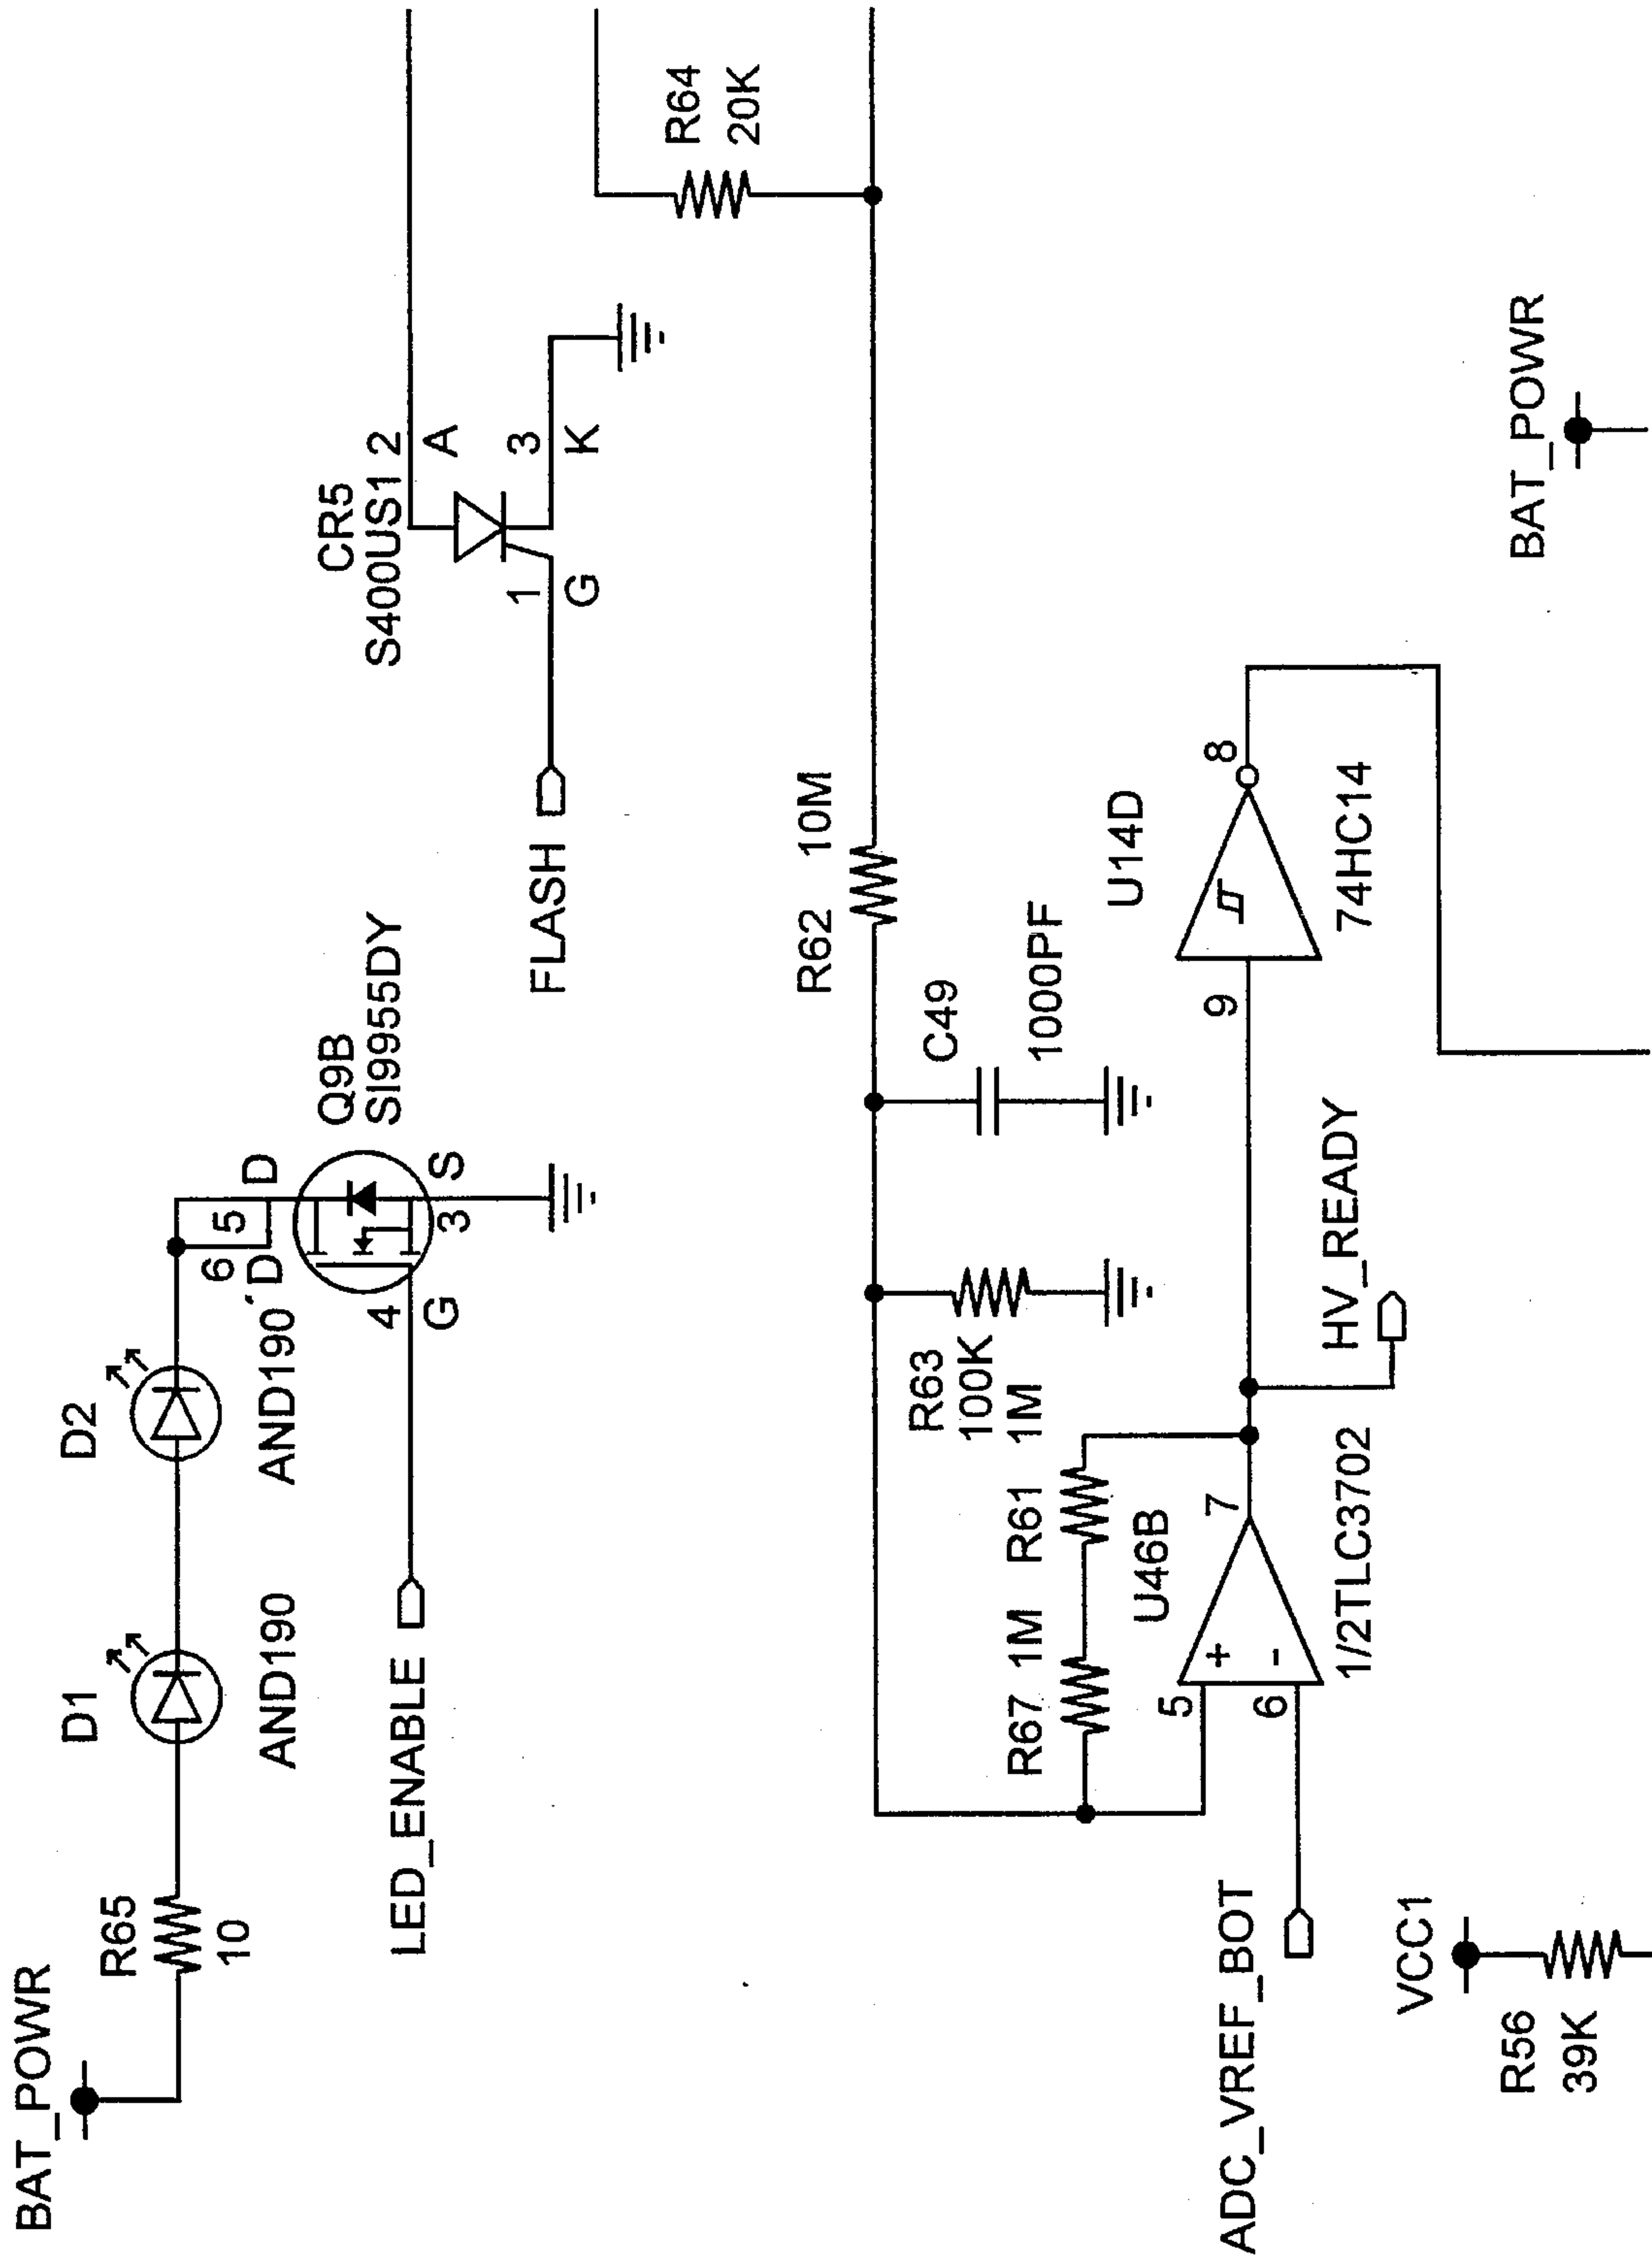 BAT_POWR
R65
10
D1
AND190
D2
AND190
6
5
D
D
Q9B
SI9955DY
4
G
3
S
LED_ENABLE
CR5
S400US1
2
A
1
G
3
K
FLASH
R64
20K
R62
10M
C49
1000PF
R63
100K
R67
1M
R61
1M
U46B
5
+
6
-
7
1/2TLC3702
ADC_VREF_BOT
HV_READY
9
U14D
8
74HC14
VCC1
R56
39K
BAT_POWR